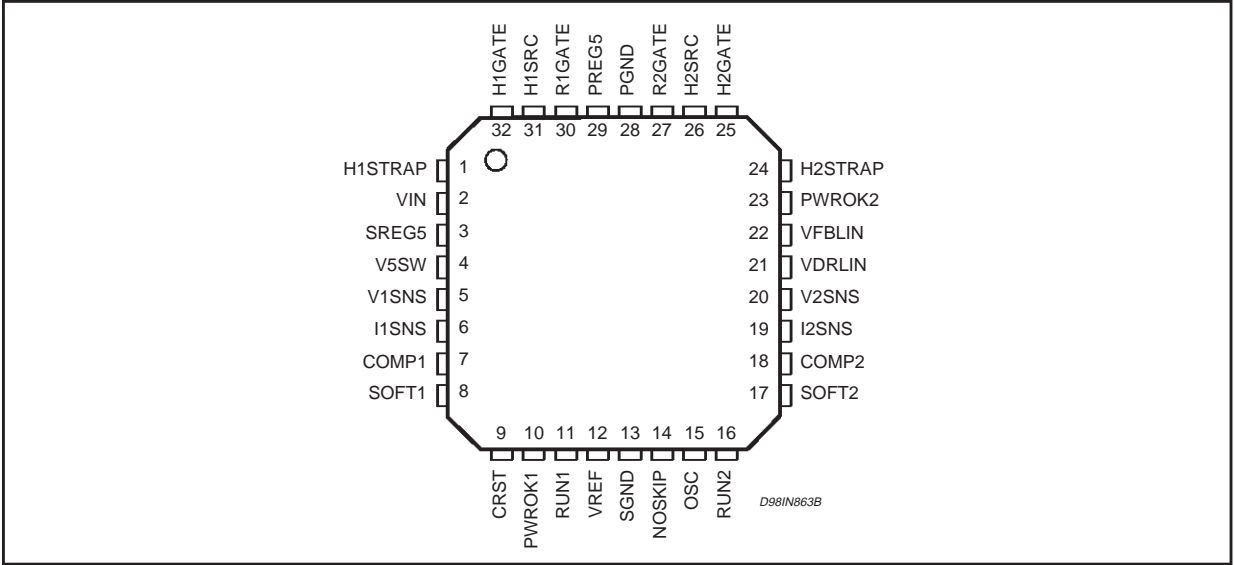 H1GATE
H1SRC
R1GATE
PREG5
PGND
R2GATE
H2SRC
H2GATE
32 31 30 29 28 27 26 25
H1STRAP 1 24 H2STRAP
VIN 2 23 PWROK2
SREG5 3 22 VFBLIN
V5SW 4 21 VDRLIN
V1SNS 5 20 V2SNS
I1SNS 6 19 I2SNS
COMP1 7 18 COMP2
SOFT1 8 17 SOFT2
9 10 11 12 13 14 15 16
CRST
PWROK1
RUN1
VREF
SGND
NOSKIP
OSC
RUN2
D98IN863B